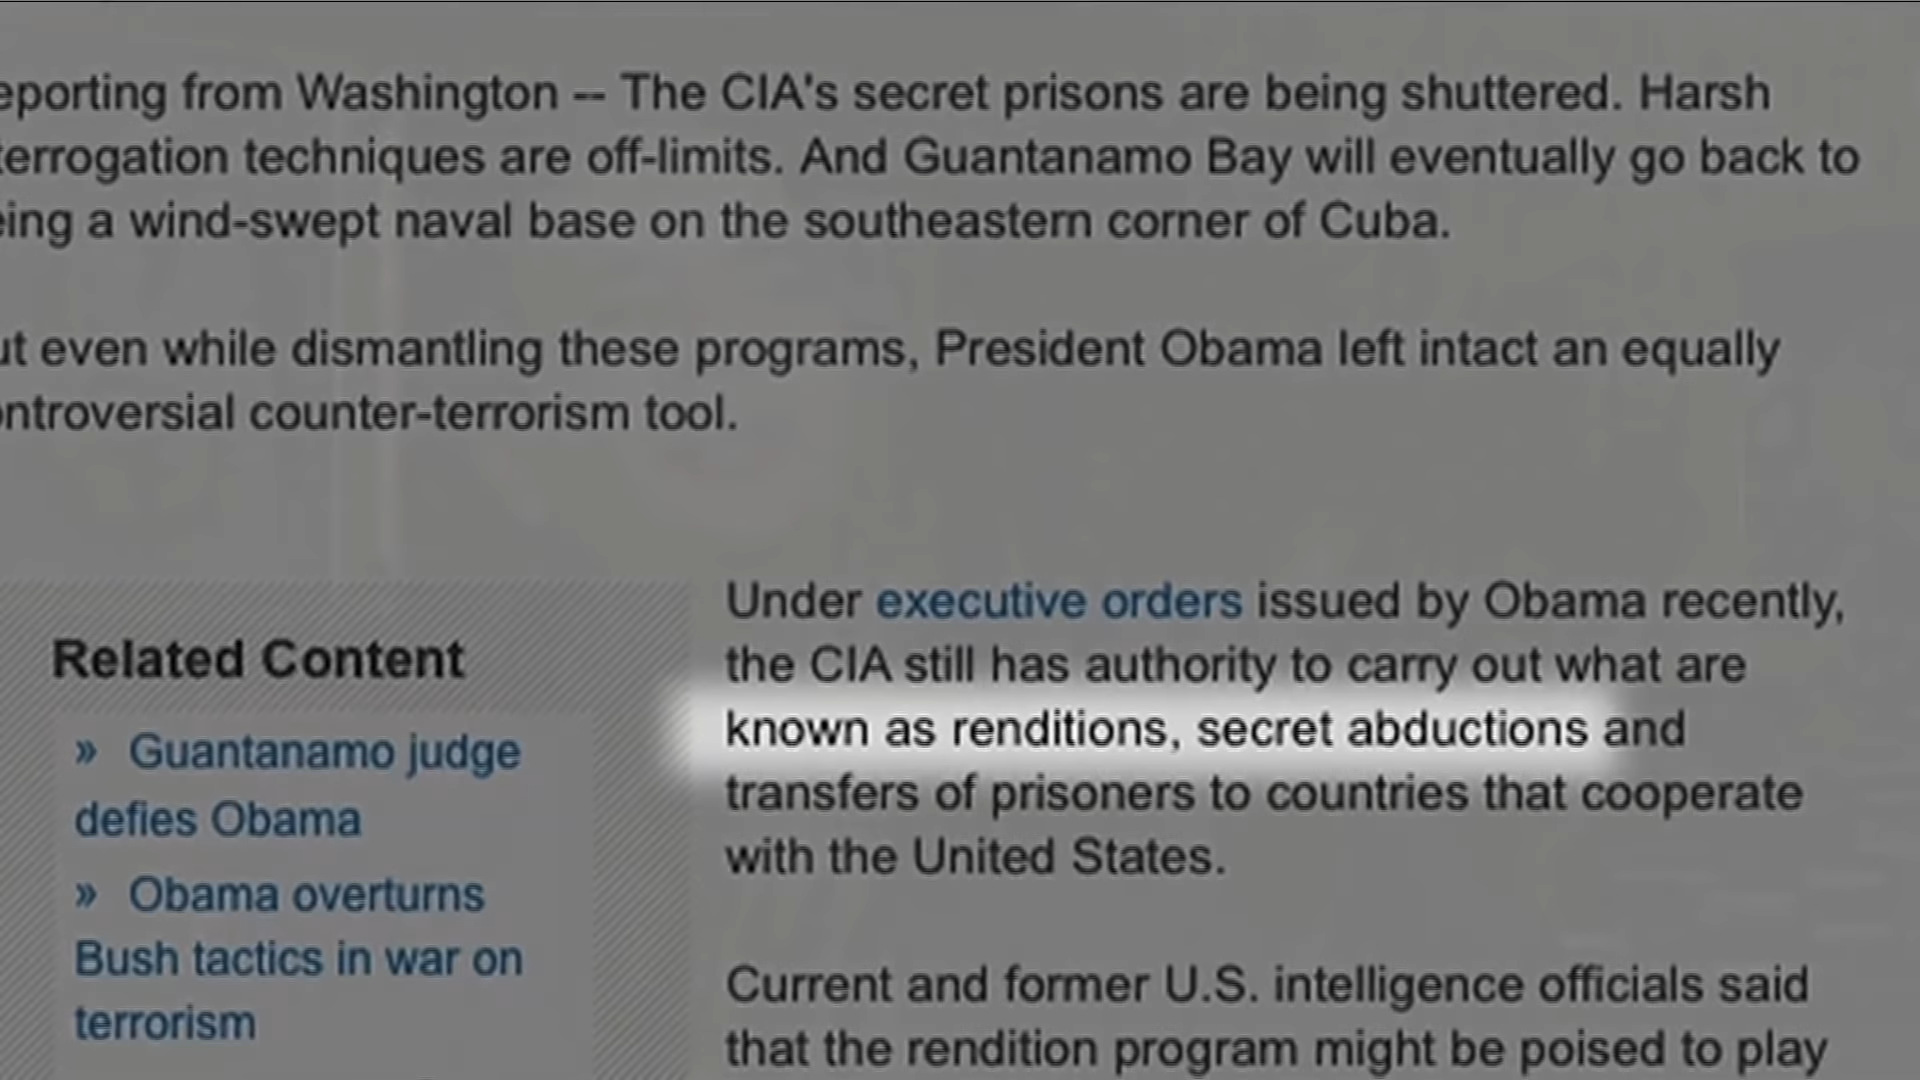 eporting from Washington -- The CIA's secret prisons are being shuttered. Harsh
terrogation techniques are off-limits. And Guantanamo Bay will eventually go back to
eing a wind-swept naval base on the southeastern corner of Cuba.
ut even while dismantling these programs, President Obama left intact an equally
ontroversial counter-terrorism tool.
Related Content
» Guantanamo judge
defies Obama
» Obama overturns
Bush tactics in war on
terrorism
Under executive orders issued by Obama recently,
the CIA still has authority to carry out what are
known as renditions, secret abductions and
transfers of prisoners to countries that cooperate
with the United States.
Current and former U.S. intelligence officials said
that the rendition program might be poised to play